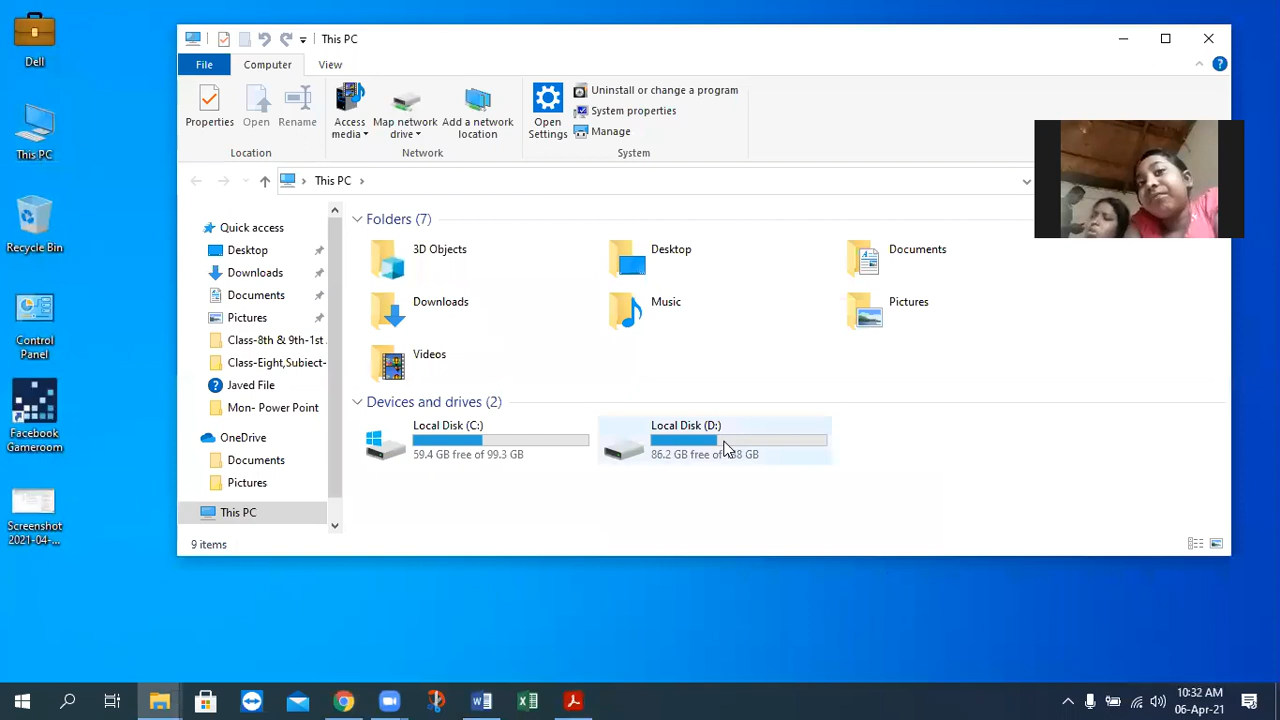 Dell
This PC
Recycle Bin
Control
Panel
Facebook
Gameroom
Screenshot
2021-04-...
This PC
File
Computer
View
Properties
Open
Rename
Location
Access
media
Map network
drive
Add a network
location
Network
Open
Settings
Uninstall or change a program
System properties
Manage
System
This PC
Quick access
Desktop
Downloads
Documents
Pictures
Class-8th & 9th-1st
Class-Eight,Subject-
Javed File
Mon- Power Point
OneDrive
Documents
Pictures
This PC
Folders (7)
3D Objects
Desktop
Documents
Downloads
Music
Pictures
Videos
Devices and drives (2)
Local Disk (C:)
59.4 GB free of 99.3 GB
Local Disk (D:)
86.2 GB free of GB
9 items
10:32 AM
06-Apr-21